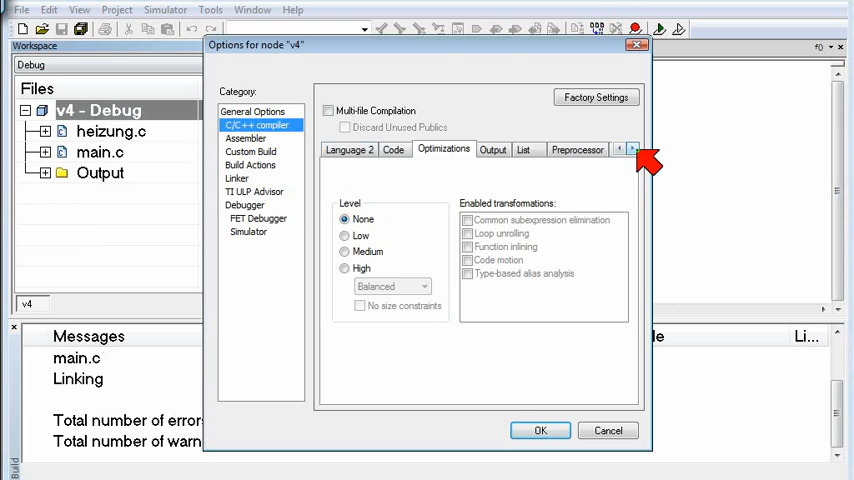 File Edit View Project Simulator Tools Window Help
Workspace
Options for node "v4"
f0
Debug
Files
v4 - Debug
heizung.c
main.c
Output
v4
Category:
General Options
C/C++ compiler
Assembler
Custom Build
Build Actions
Linker
TI ULP Advisor
Debugger
FET Debugger
Simulator
Factory Settings
Multi-file Compilation
Discard Unused Publics
Language 2 Code Optimizations Output List Preprocessor
Level
None
Low
Medium
High
Balanced
No size constraints
Enabled transformations:
Common subexpression elimination
Loop unrolling
Function inlining
Code motion
Type-based alias analysis
OK Cancel
Messages
le
Li...
main.c
Linking
Total number of error
Total number of warn
Build